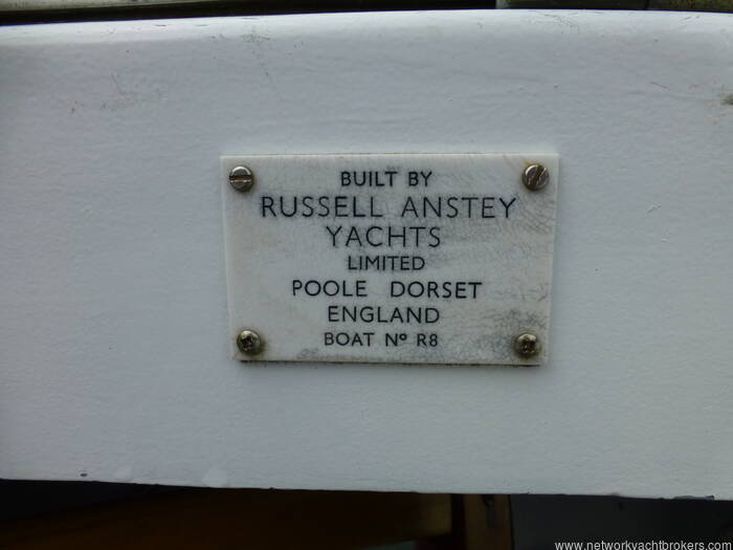 BUILT BY
RUSSELL ANSTEY
YACHTS
LIMITED
POOLE DORSET
ENGLAND
BOAT Nº R8
www.networkyachtbrokers.com